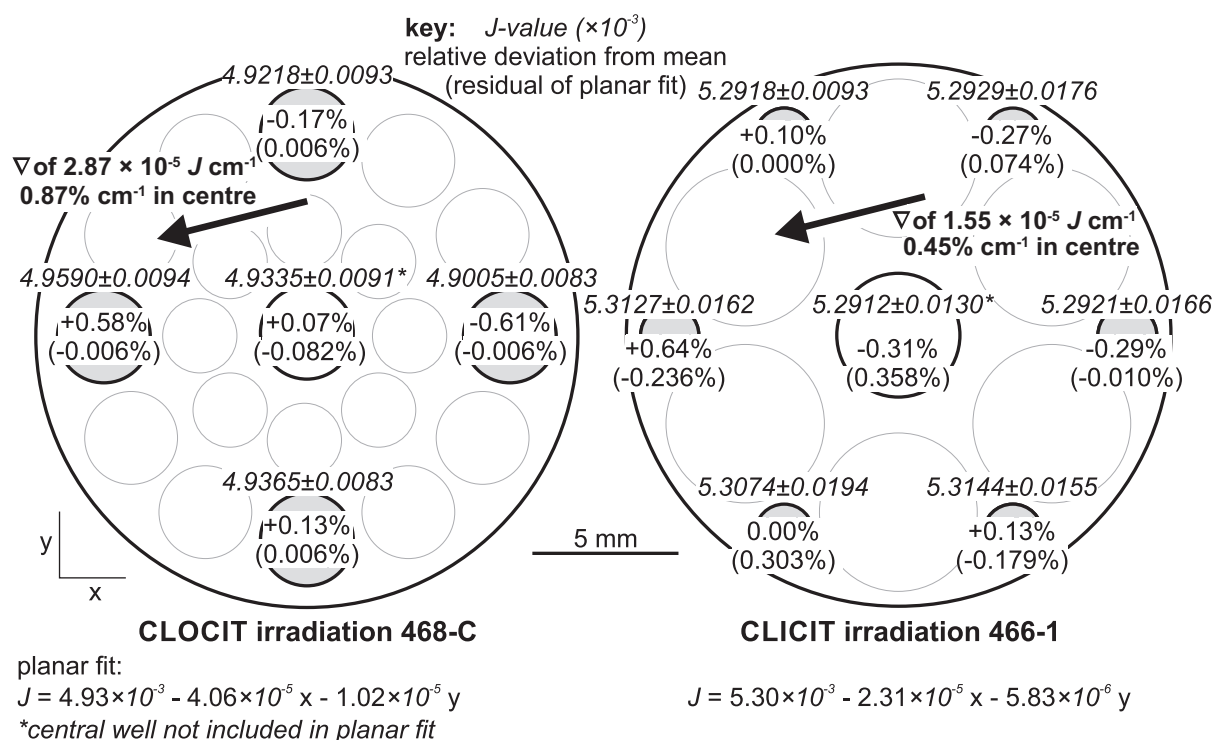 key: J-value (×10⁻³)
relative deviation from mean
(residual of planar fit)
4.9218±0.0093
-0.17%
(0.006%)
∇ of 2.87 × 10⁻⁵ J cm⁻¹
0.87% cm⁻¹ in centre
4.9590±0.0094
+0.58%
(-0.006%)
4.9335±0.0091*
+0.07%
(-0.082%)
4.9005±0.0083
-0.61%
(-0.006%)
4.9365±0.0083
+0.13%
(0.006%)
y
x
5 mm
CLOCIT irradiation 468-C
5.2918±0.0093
+0.10%
(0.000%)
5.2929±0.0176
-0.27%
(0.074%)
∇ of 1.55 × 10⁻⁵ J cm⁻¹
0.45% cm⁻¹ in centre
5.3127±0.0162
+0.64%
(-0.236%)
5.2912±0.0130*
-0.31%
(0.358%)
5.2921±0.0166
-0.29%
(-0.010%)
5.3074±0.0194
0.00%
(0.303%)
5.3144±0.0155
+0.13%
(-0.179%)
CLICIT irradiation 466-1
planar fit:
J = 4.93×10⁻³ - 4.06×10⁻⁵ x - 1.02×10⁻⁵ y
*central well not included in planar fit
J = 5.30×10⁻³ - 2.31×10⁻⁵ x - 5.83×10⁻⁶ y